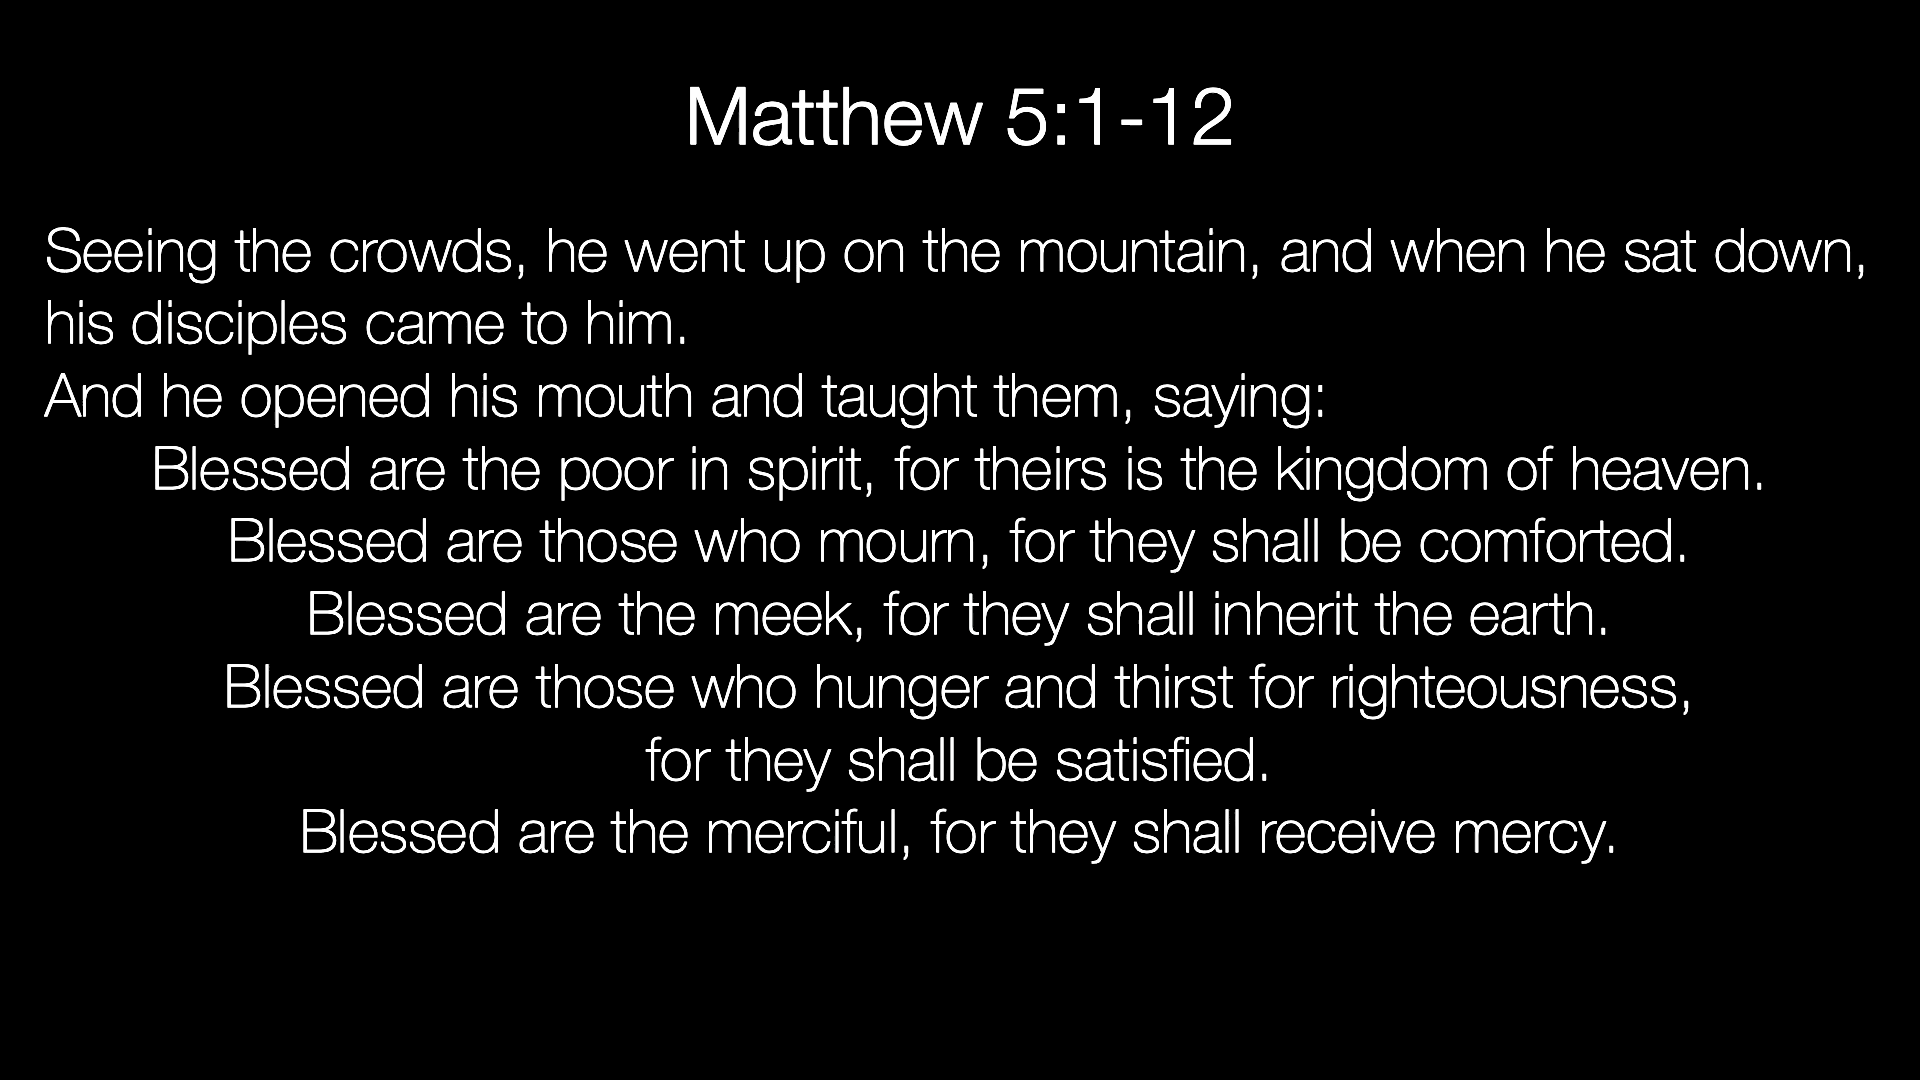 Matthew 5:1-12
Seeing the crowds, he went up on the mountain, and when he sat down,
his disciples came to him.
And he opened his mouth and taught them, saying:
Blessed are the poor in spirit, for theirs is the kingdom of heaven.
Blessed are those who mourn, for they shall be comforted.
Blessed are the meek, for they shall inherit the earth.
Blessed are those who hunger and thirst for righteousness,
for they shall be satisfied.
Blessed are the merciful, for they shall receive mercy.